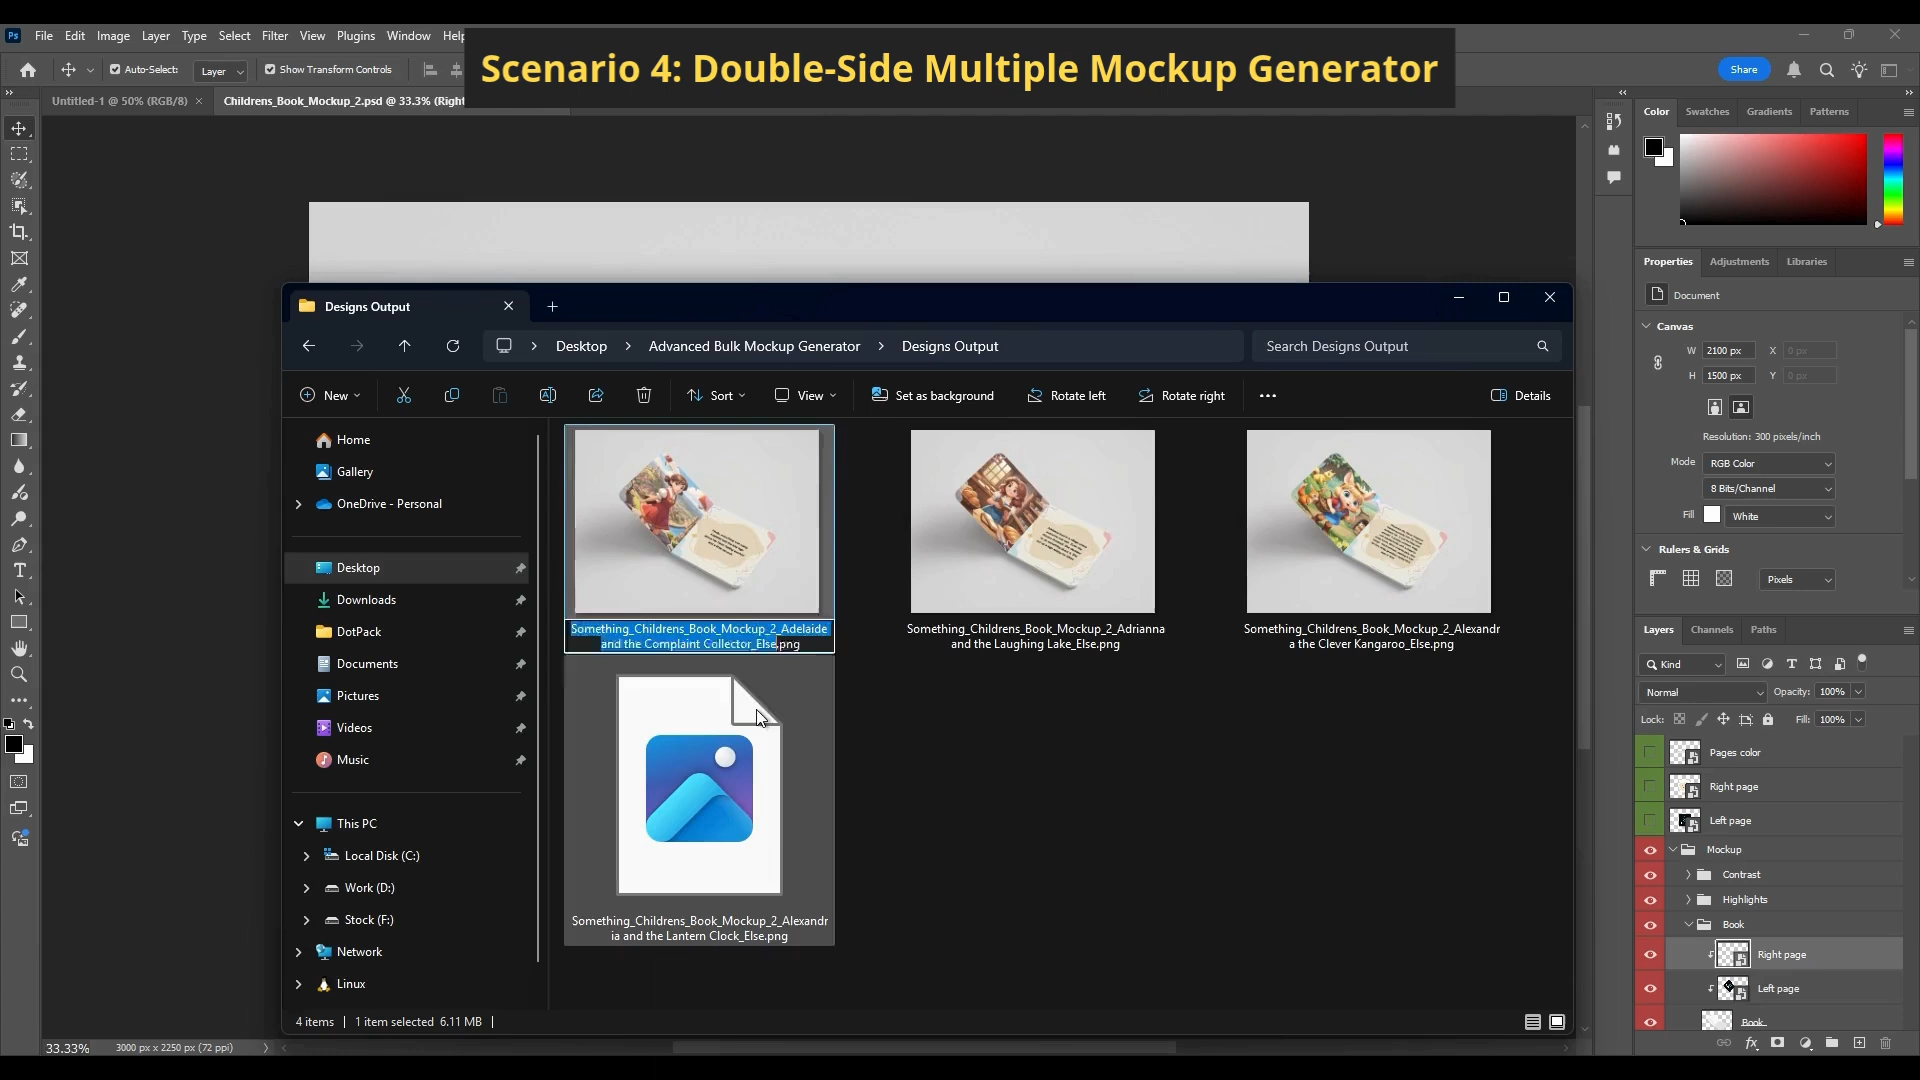 Ps File Edit Image Layer Type Select Filter View Plugins Window Help
Scenario 4: Double-Side Multiple Mockup Generator
Auto-Select: Layer Show Transform Controls
Share
Untitled-1 @ 50% (RGB/8) × Childrens_Book_Mockup_2.psd @ 33.3% (Right
Color Swatches Gradients Patterns
Properties Adjustments Libraries
Document
Canvas
W 2100 px X 0 px
H 1500 px Y 0 px
Resolution: 300 pixels/inch
Mode RGB Color
8 Bits/Channel
Fill White
Rulers & Grids
Pixels
Layers Channels Paths
Kind
Normal Opacity: 100%
Lock: Fill: 100%
Pages color
Right page
Left page
Mockup
Contrast
Highlights
Book
Right page
Left page
Book
Designs Output
Desktop > Advanced Bulk Mockup Generator > Designs Output
Search Designs Output
New Sort View Set as background Rotate left Rotate right Details
Home
Gallery
OneDrive - Personal
Desktop
Downloads
DotPack
Documents
Pictures
Videos
Music
This PC
Local Disk (C:)
Work (D:)
Stock (F:)
Network
Linux
Something_Childrens_Book_Mockup_2_Adelaide
and the Complaint Collector_Else.png
Something_Childrens_Book_Mockup_2_Adrianna
and the Laughing Lake_Else.png
Something_Childrens_Book_Mockup_2_Alexandr
a the Clever Kangaroo_Else.png
Something_Childrens_Book_Mockup_2_Alexandr
ia and the Lantern Clock_Else.png
4 items 1 item selected 6.11 MB
33.33% 3000 px x 2250 px (72 ppi)